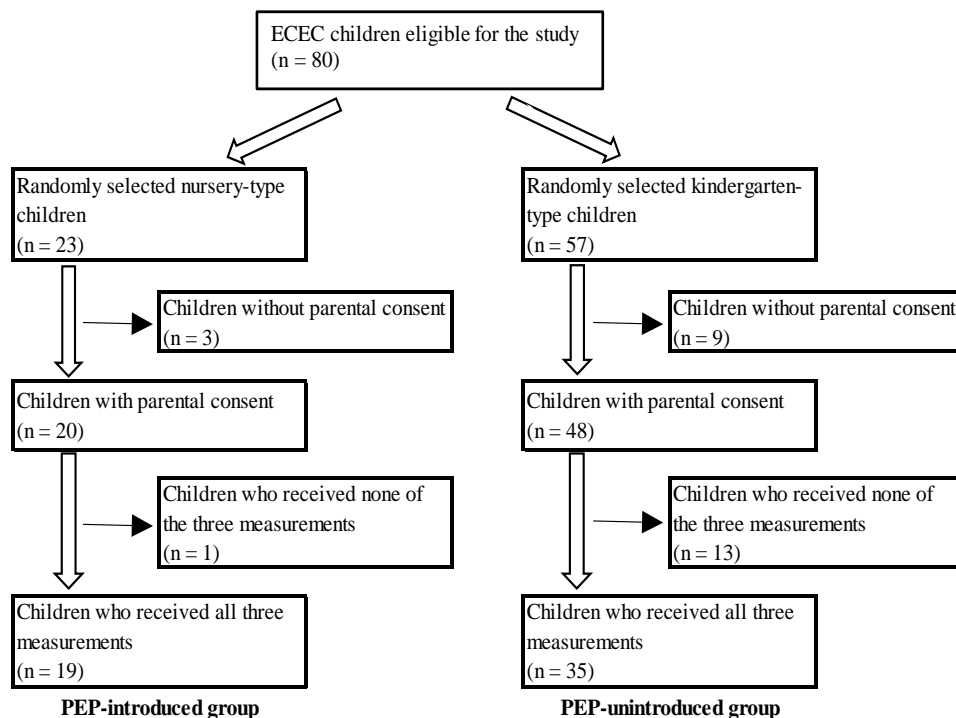 ECEC children eligible for the study
(n = 80)
Randomly selected nursery-type
children
(n = 23)
Randomly selected kindergarten-
type children
(n = 57)
Children without parental consent
(n = 3)
Children without parental consent
(n = 9)
Children with parental consent
(n = 20)
Children with parental consent
(n = 48)
Children who received none of
the three measurements
(n = 1)
Children who received none of
the three measurements
(n = 13)
Children who received all three
measurements
(n = 19)
Children who received all three
measurements
(n = 35)
PEP-introduced group
PEP-unintroduced group